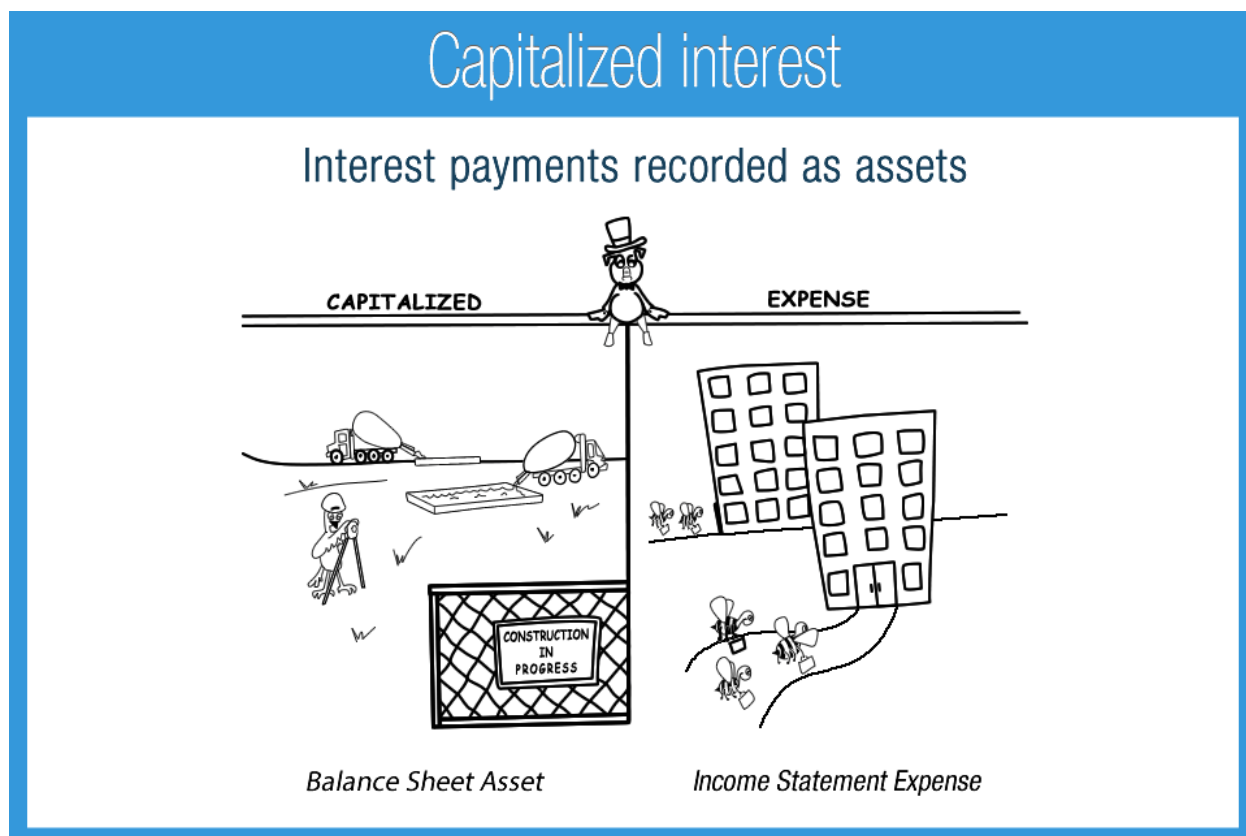 Capitalized interest
Interest payments recorded as assets
CAPITALIZED
EXPENSE
CONSTRUCTION
IN
PROGRESS
Balance Sheet Asset
Income Statement Expense